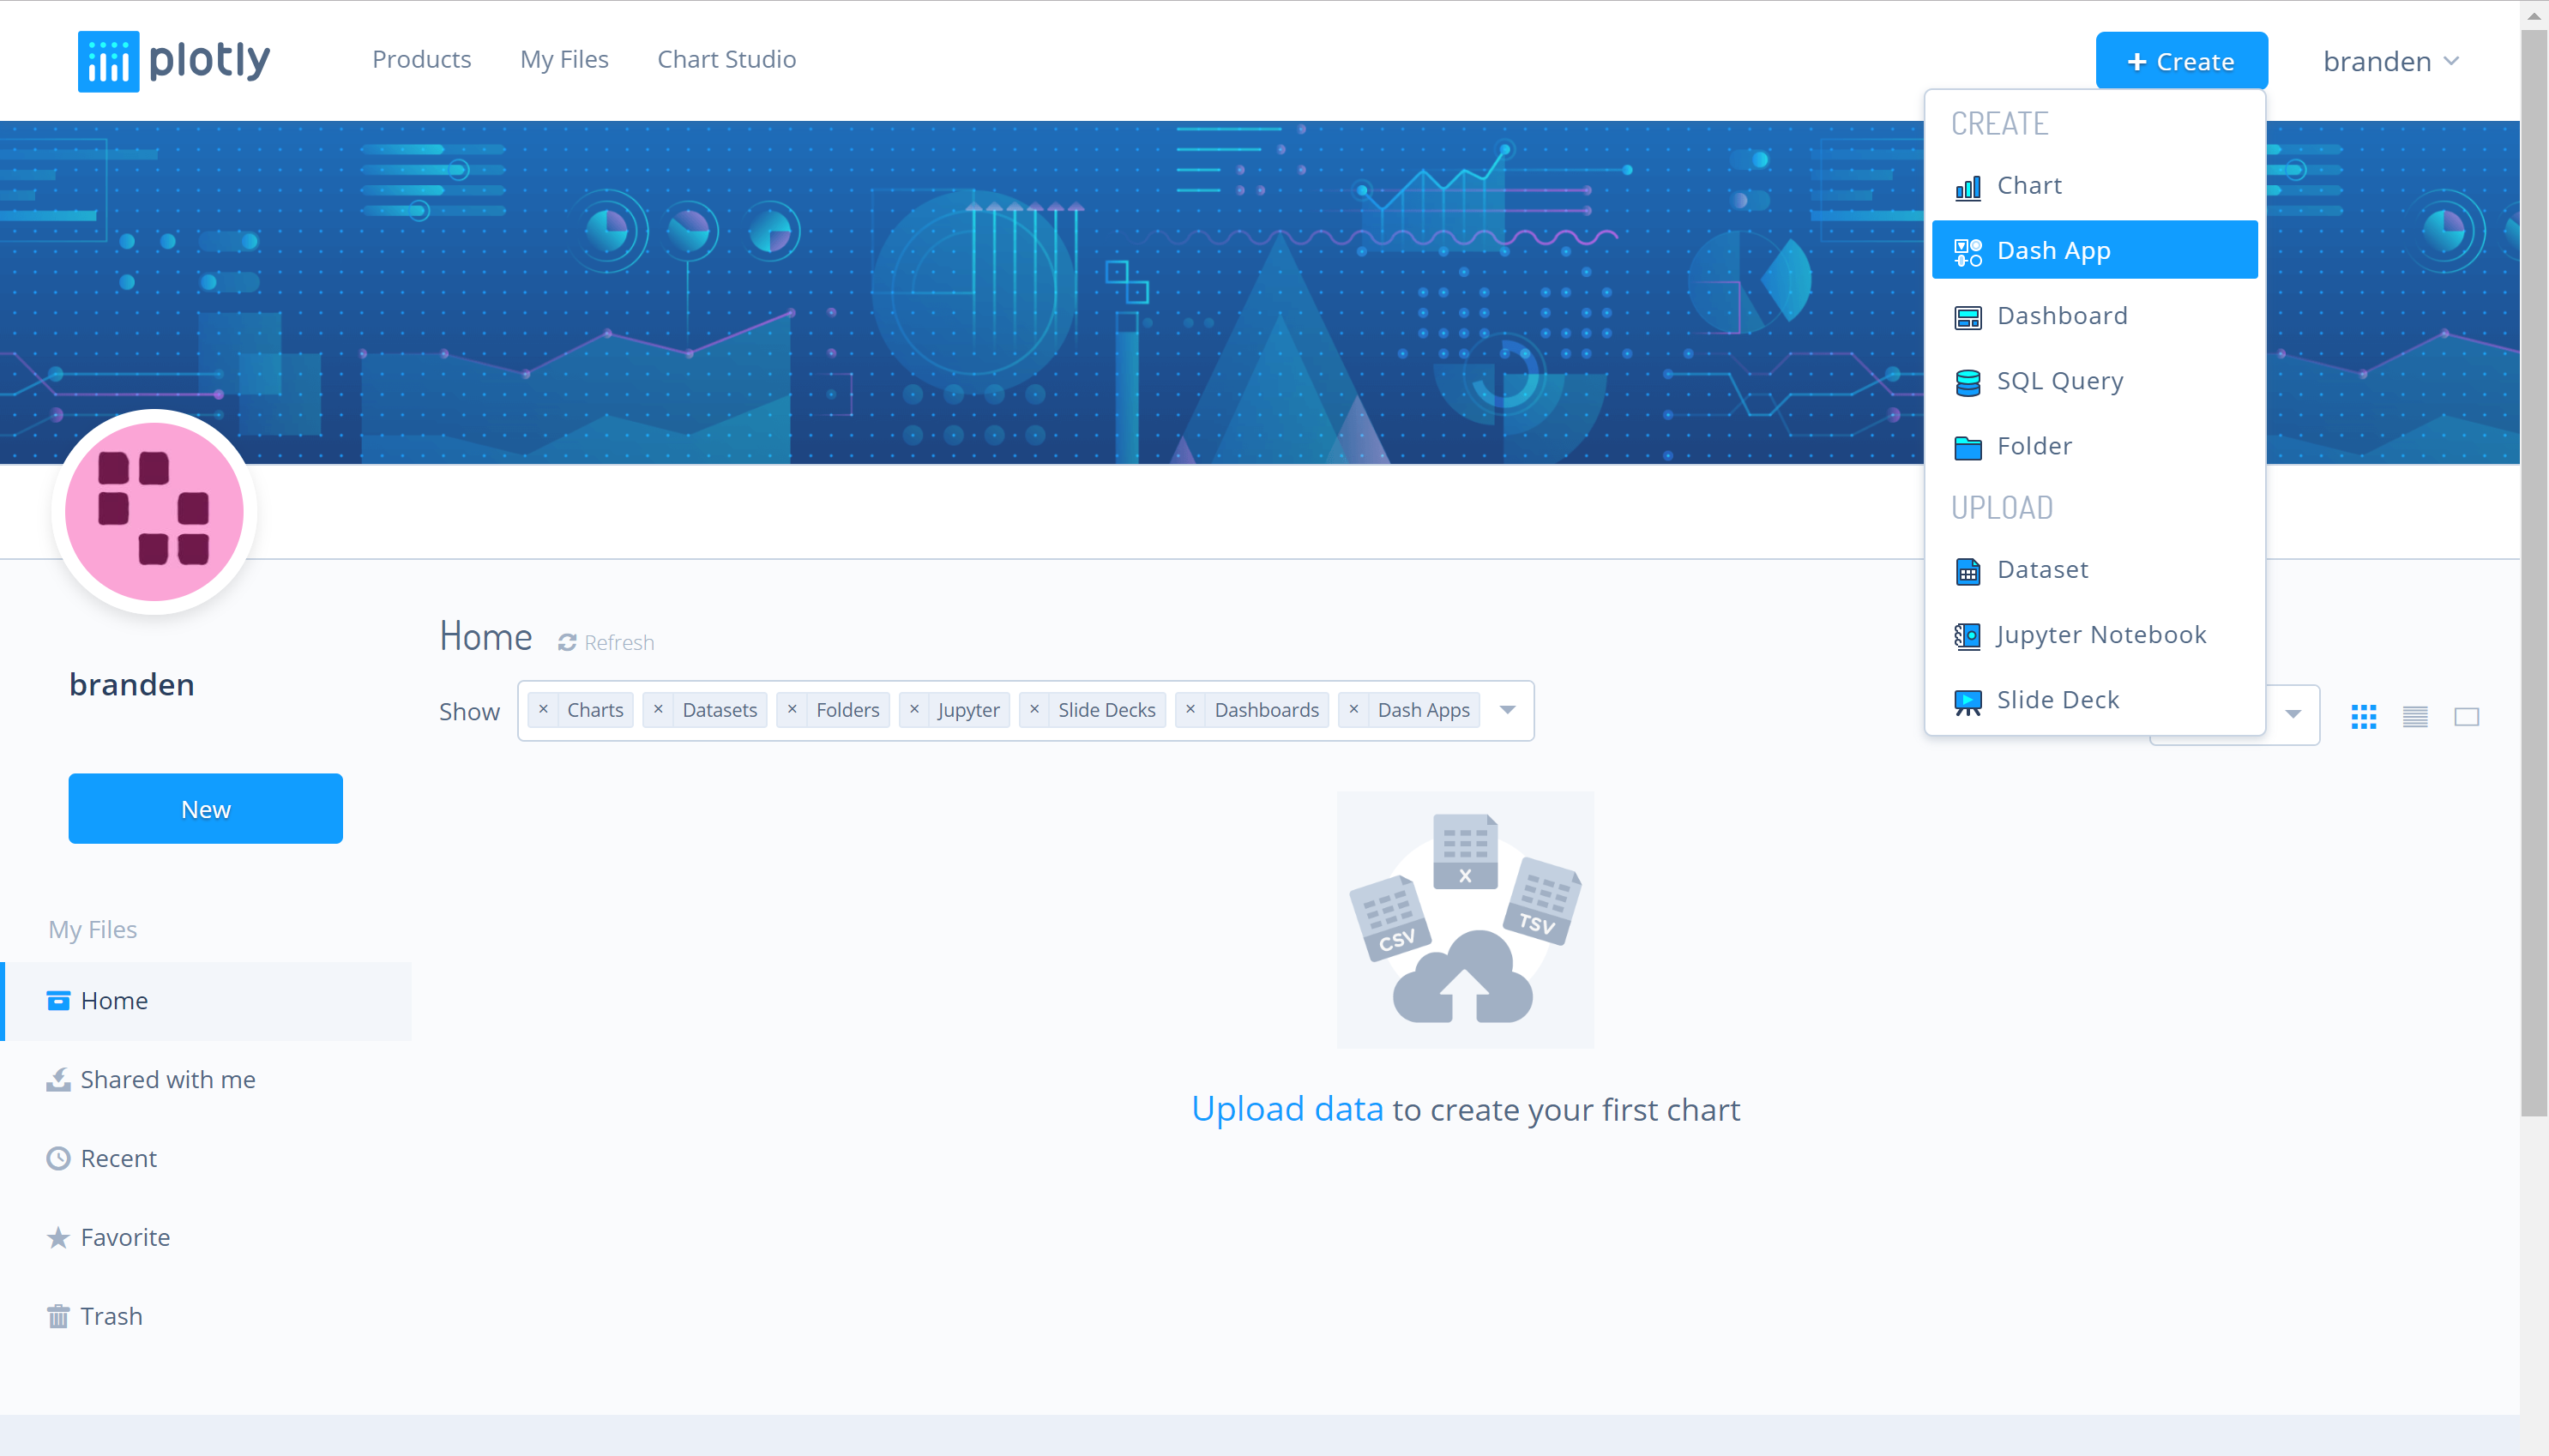 plotly
Products
My Files
Chart Studio
+ Create
branden
CREATE
Chart
Dash App
Dashboard
SQL Query
Folder
UPLOAD
Dataset
Jupyter Notebook
Slide Deck
branden
New
My Files
Home
Shared with me
Recent
Favorite
Trash
Home
Refresh
Show
× Charts
× Datasets
× Folders
× Jupyter
× Slide Decks
× Dashboards
× Dash Apps
X
CSV
TSV
Upload data to create your first chart